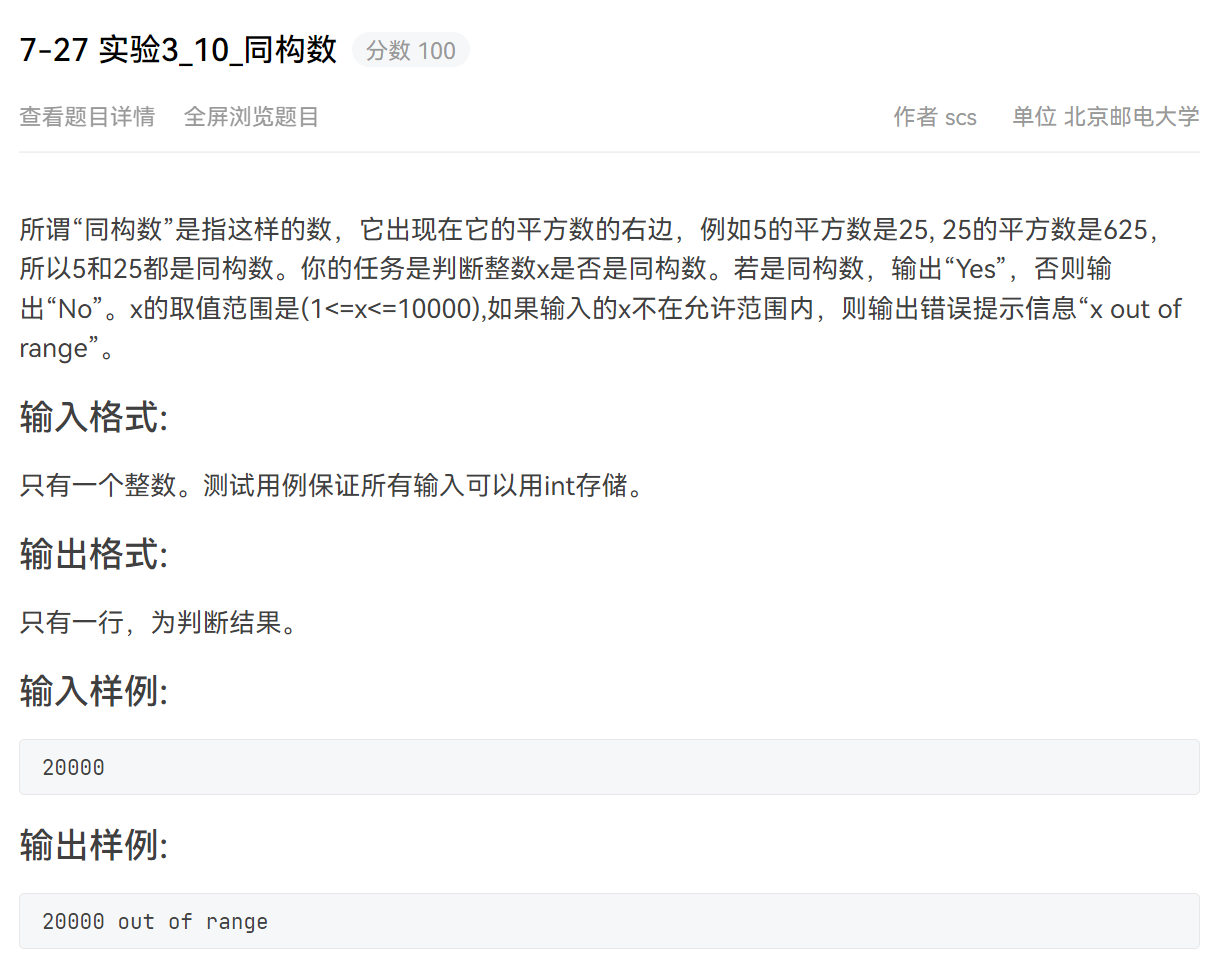 7-27 实验3_10_同构数 分数 100
查看题目详情 全屏浏览题目 作者 scs 单位 北京邮电大学
所谓“同构数”是指这样的数，它出现在它的平方数的右边，例如5的平方数是25, 25的平方数是625，
所以5和25都是同构数。你的任务是判断整数x是否是同构数。若是同构数，输出“Yes”，否则输
出“No”。x的取值范围是(1<=x<=10000),如果输入的x不在允许范围内，则输出错误提示信息“x out of
range”。
输入格式:
只有一个整数。测试用例保证所有输入可以用int存储。
输出格式:
只有一行，为判断结果。
输入样例:
20000
输出样例:
20000 out of range